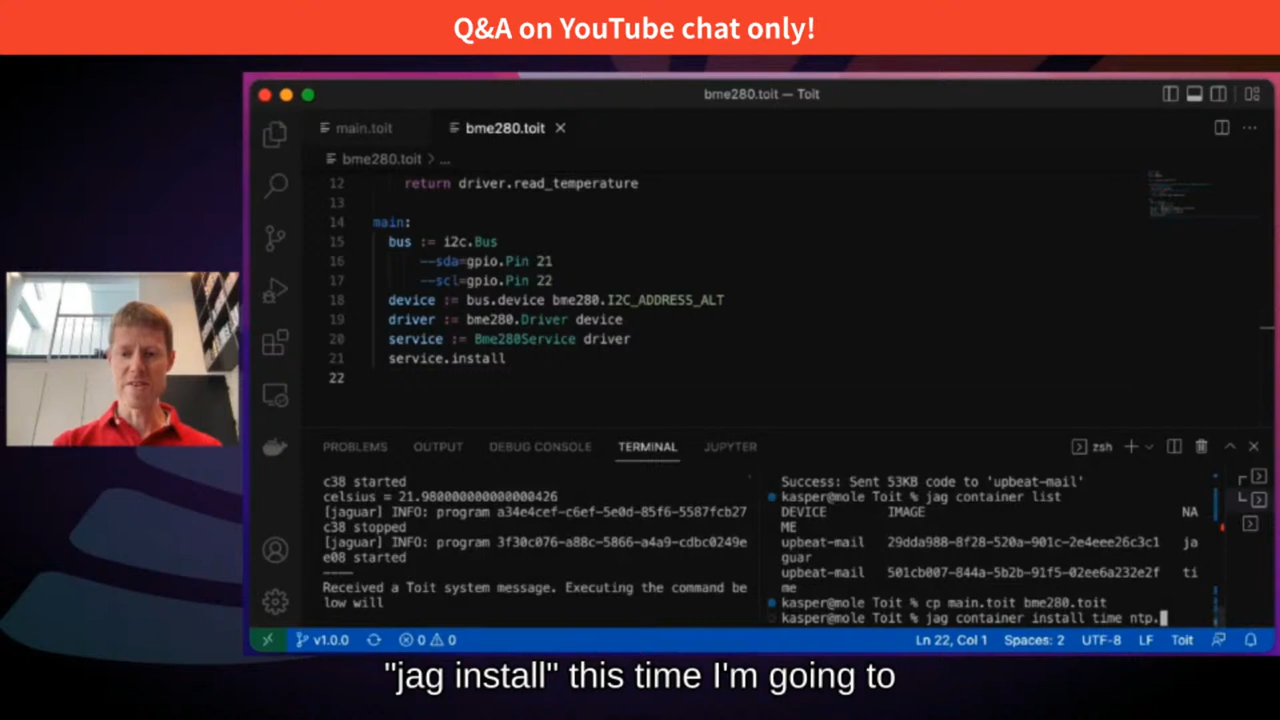 Q&A on YouTube chat only!
bme280.toit — Toit
main.toit
bme280.toit
bme280.toit > ...
12 return driver.read_temperature
13
14 main:
15 bus := i2c.Bus
16 --sda=gpio.Pin 21
17 --scl=gpio.Pin 22
18 device := bus.device bme280.I2C_ADDRESS_ALT
19 driver := bme280.Driver device
20 service := Bme280Service driver
21 service.install
22
PROBLEMS OUTPUT DEBUG CONSOLE TERMINAL JUPYTER
zsh
c38 started
celsius = 21.980000000000000426
[jaguar] INFO: program a34e4cef-c6ef-5e0d-85f6-5587fcb27
c38 stopped
[jaguar] INFO: program 3f30c076-a88c-5866-a4a9-cdbc0249e
e08 started
----
Received a Toit system message. Executing the command be
low will
Success: Sent 53KB code to 'upbeat-mail'
kasper@mole Toit % jag container list
DEVICE IMAGE NA
ME
upbeat-mail 29dda988-8f28-520a-901c-2e4eee26c3c1 ja
guar
upbeat-mail 501cb007-844a-5b2b-91f5-02ee6a232e2f ti
me
kasper@mole Toit % cp main.toit bme280.toit
kasper@mole Toit % jag container install time ntp.
v1.0.0 0 0 Ln 22, Col 1 Spaces: 2 UTF-8 LF Toit
"jag install" this time I'm going to